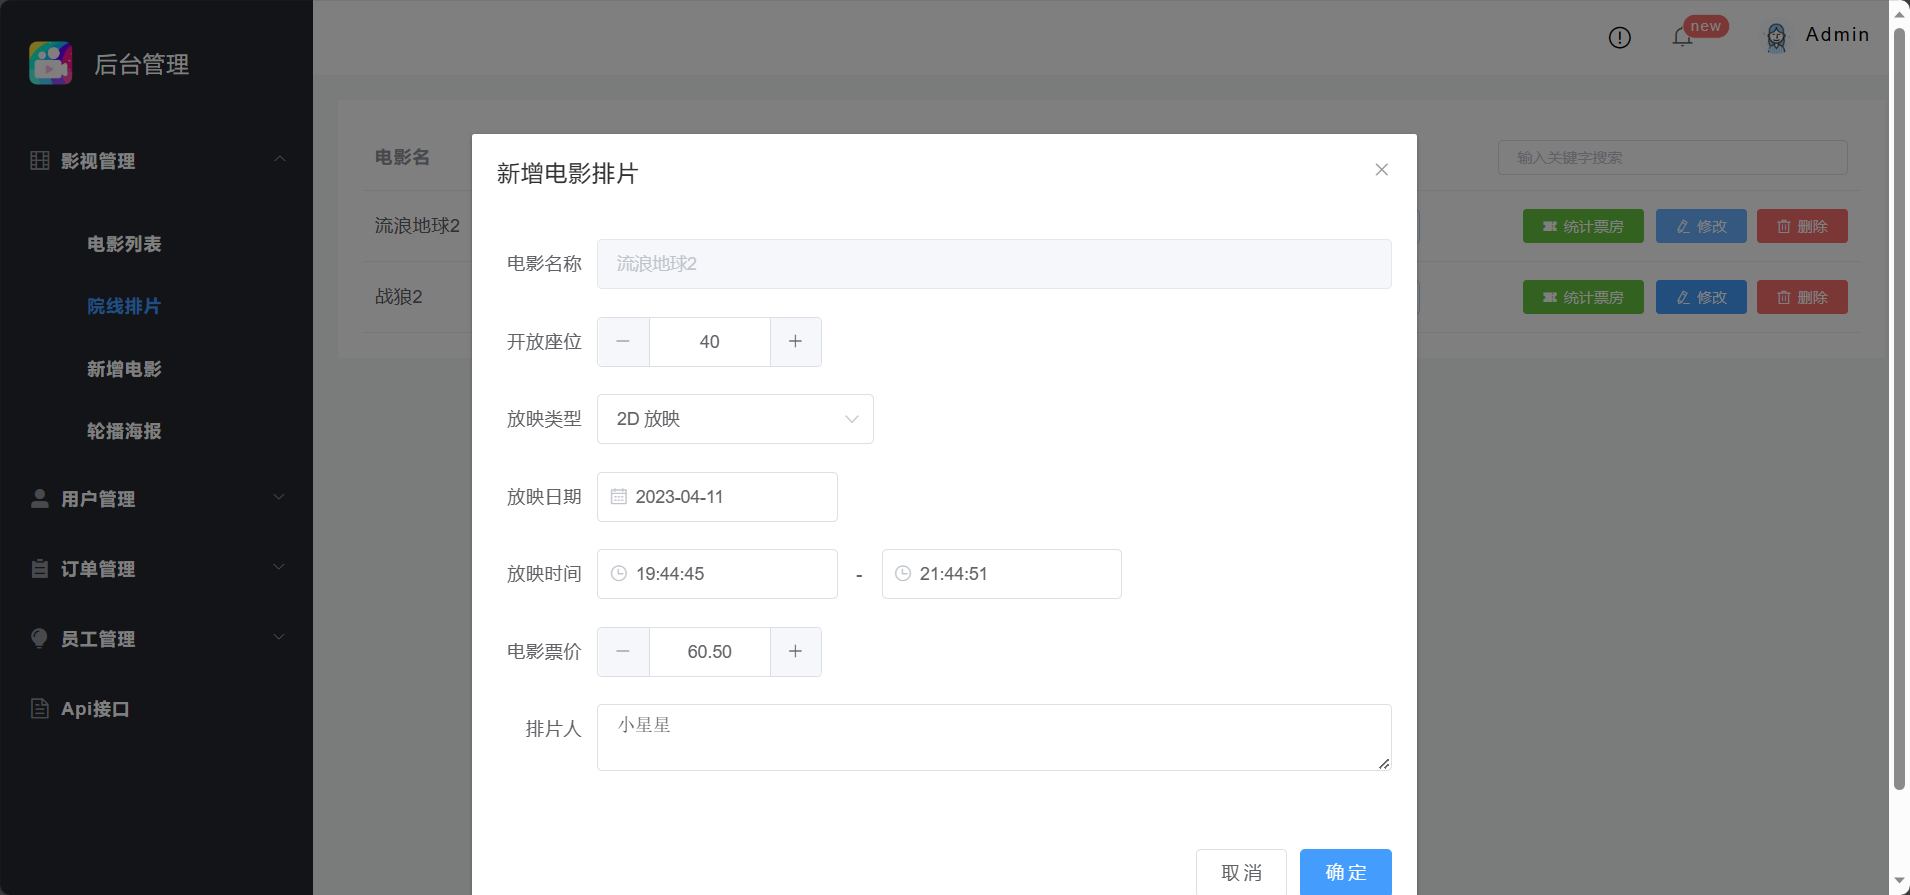 后台管理
new
Admin
影视管理
电影列表
院线排片
新增电影
轮播海报
用户管理
订单管理
员工管理
Api接口
电影名
输入关键字搜索
流浪地球2
统计票房 修改 删除
战狼2
统计票房 修改 删除
新增电影排片
电影名称 流浪地球2
开放座位 40
放映类型 2D 放映
放映日期 2023-04-11
放映时间 19:44:45 - 21:44:51
电影票价 60.50
排片人 小星星
取消 确定